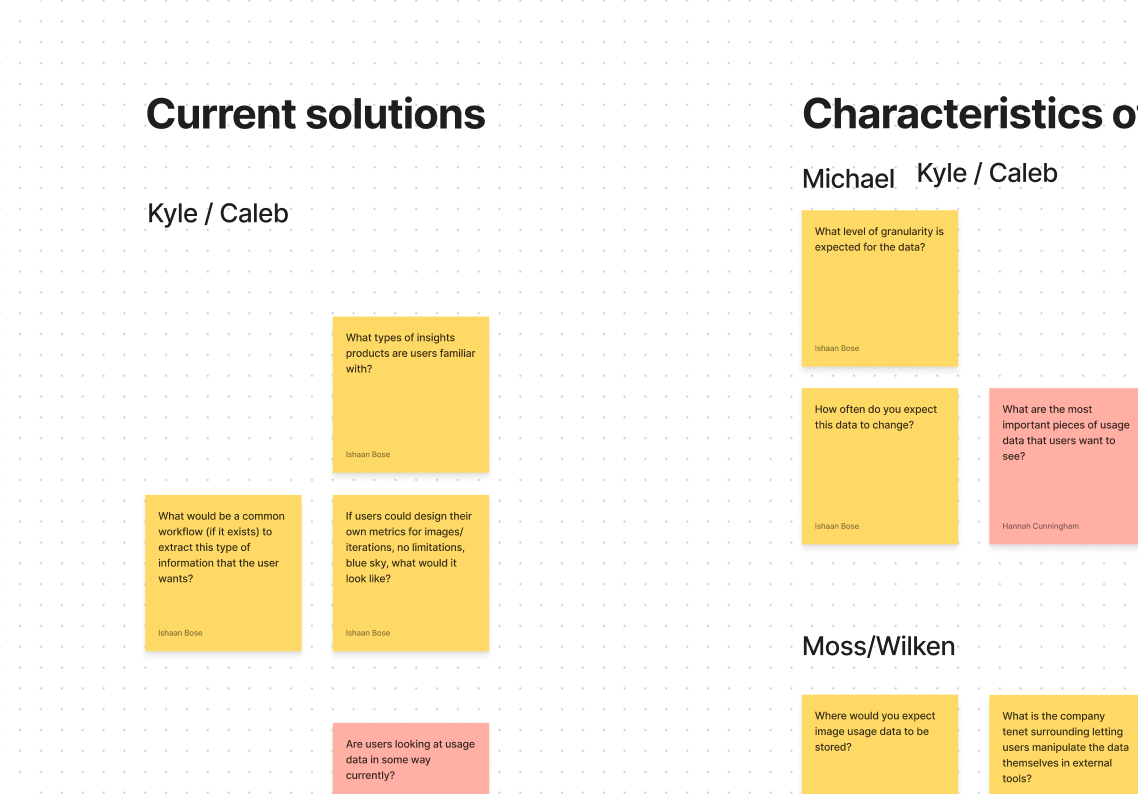 Current solutions
Kyle / Caleb
What types of insights
products are users familiar
with?
Ishaan Bose
What would be a common
workflow (if it exists) to
extract this type of
information that the user
wants?
Ishaan Bose
If users could design their
own metrics for images/
iterations, no limitations,
blue sky, what would it
look like?
Ishaan Bose
Are users looking at usage
data in some way
currently?
Characteristics of
Michael
Kyle / Caleb
What level of granularity is
expected for the data?
Ishaan Bose
How often do you expect
this data to change?
Ishaan Bose
What are the most
important pieces of usage
data that users want to
see?
Hannah Cunningham
Moss/Wilken
Where would you expect
image usage data to be
stored?
What is the company
tenet surrounding letting
users manipulate the data
themselves in external
tools?